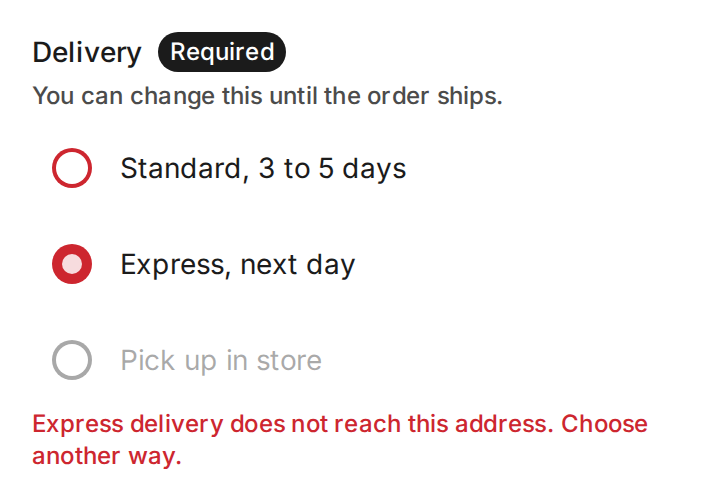 Delivery Required
You can change this until the order ships.
Standard, 3 to 5 days
Express, next day
Pick up in store
Express delivery does not reach this address. Choose
another way.